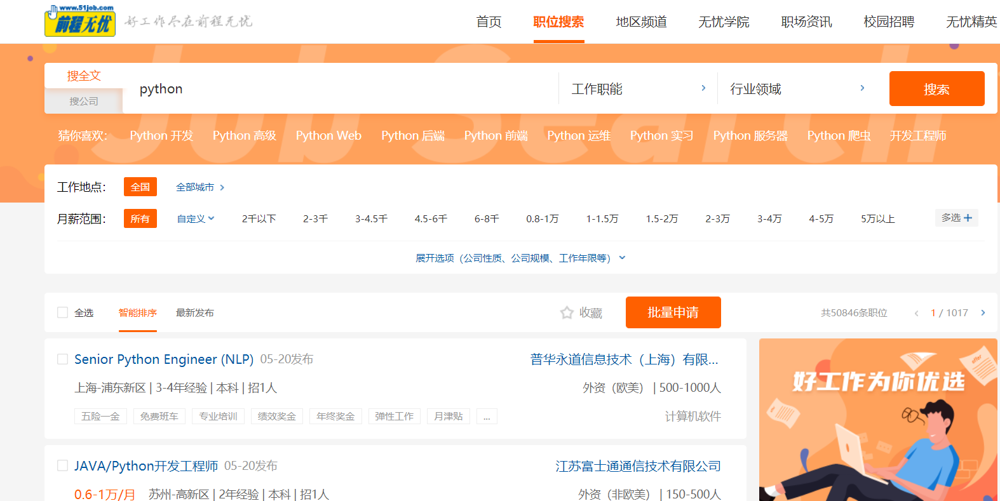 www.51job.com
前程无忧
好工作尽在前程无忧
首页 职位搜索 地区频道 无忧学院 职场资讯 校园招聘 无忧精英
Job Search
搜全文
搜公司
python 工作职能 行业领域 搜索
猜你喜欢： Python 开发 Python 高级 Python Web Python 后端 Python 前端 Python 运维 Python 实习 Python 服务器 Python 爬虫 开发工程师
工作地点： 全国 全部城市
月薪范围： 所有 自定义 2千以下 2-3千 3-4.5千 4.5-6千 6-8千 0.8-1万 1-1.5万 1.5-2万 2-3万 3-4万 4-5万 5万以上 多选
展开选项（公司性质、公司规模、工作年限等）
全选 智能排序 最新发布 收藏 批量申请 共50846条职位 1 / 1017
Senior Python Engineer (NLP) 05-20发布 普华永道信息技术（上海）有限...
上海-浦东新区 | 3-4年经验 | 本科 | 招1人 外资（欧美） | 500-1000人
五险一金 免费班车 专业培训 绩效奖金 年终奖金 弹性工作 月津贴 ... 计算机软件
JAVA/Python开发工程师 05-20发布 江苏富士通通信技术有限公司
0.6-1万/月 苏州-高新区 | 2年经验 | 本科 | 招1人 外资（非欧美） | 150-500人
offer
好工作为你优选